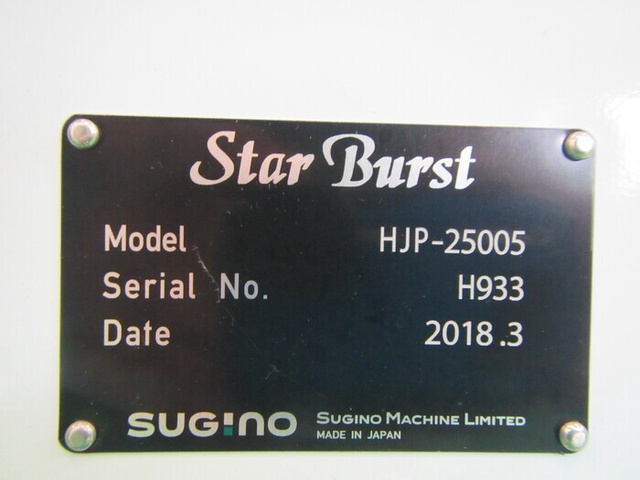 Star Burst
Model HJP-25005
Serial No. H933
Date 2018.3
SUGINO SUGINO MACHINE LIMITED
MADE IN JAPAN